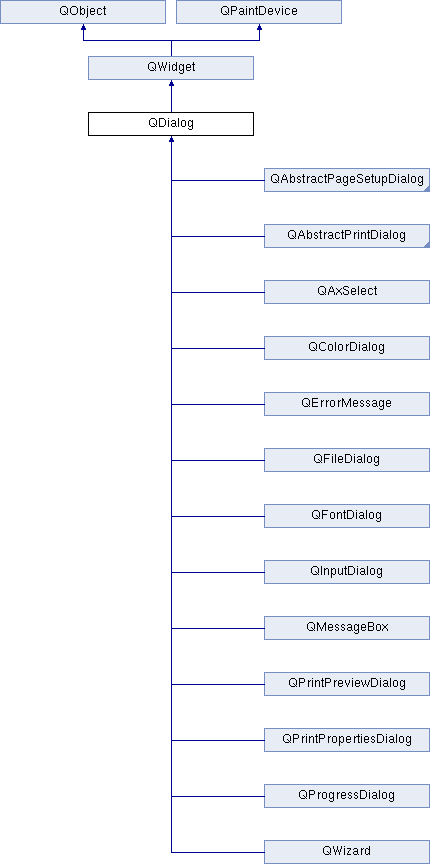 QObject
QPaintDevice
QWidget
QDialog
QAbstractPageSetupDialog
QAbstractPrintDialog
QAxSelect
QColorDialog
QErrorMessage
QFileDialog
QFontDialog
QInputDialog
QMessageBox
QPrintPreviewDialog
QPrintPropertiesDialog
QProgressDialog
QWizard